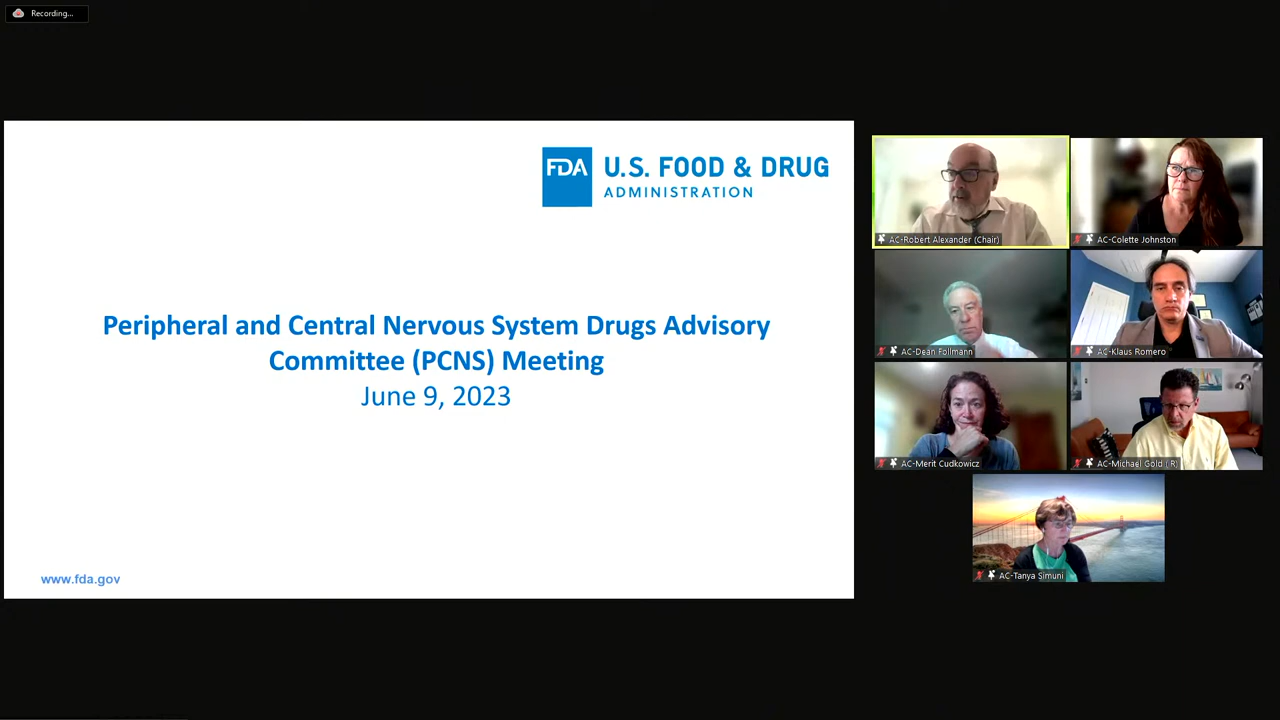 Recording...
FDA U.S. FOOD & DRUG
ADMINISTRATION
Peripheral and Central Nervous System Drugs Advisory
Committee (PCNS) Meeting
June 9, 2023
www.fda.gov
AC-Robert Alexander (Chair)
AC-Colette Johnston
AC-Dean Follmann
AC-Klaus Romero
AC-Merit Cudkowicz
AC-Michael Gold (IR)
AC-Tanya Simuni